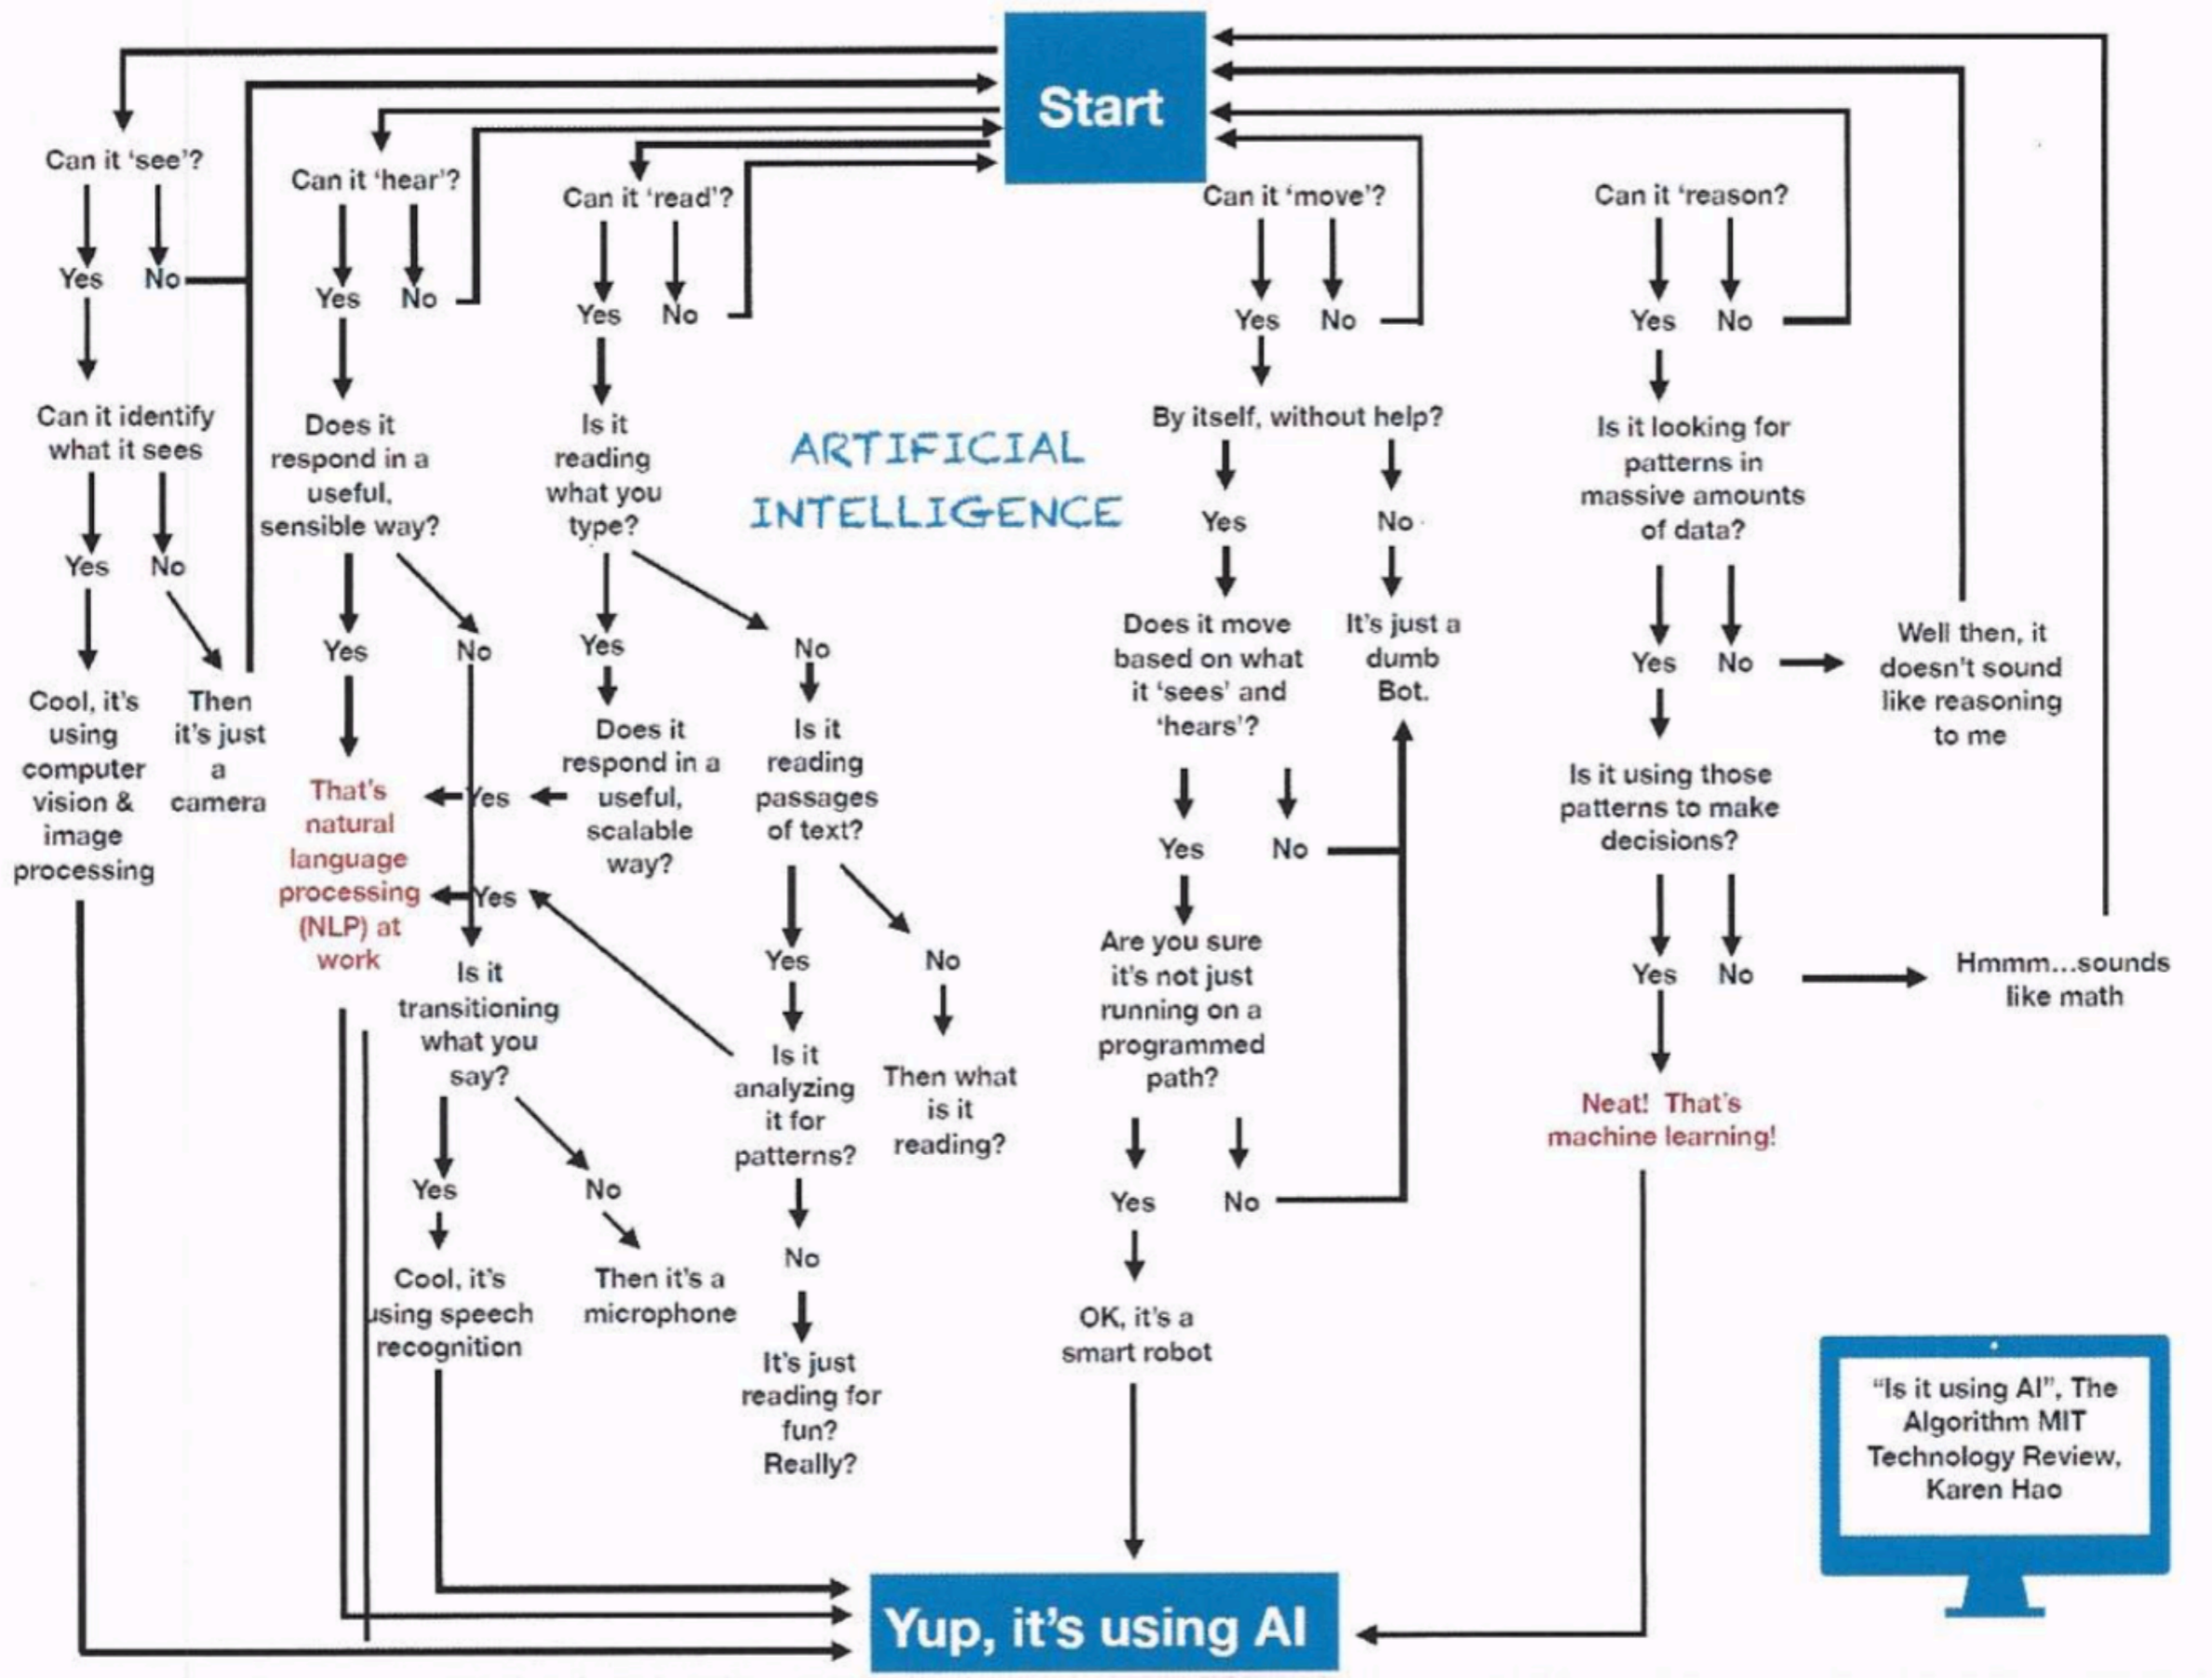 Start
Can it ‘see’?
Yes
No
Can it identify
what it sees
Yes
No
Cool, it's
using
computer
vision &
image
processing
Then
it's just
a
camera
Can it ‘hear’?
Yes
No
Does it
respond in a
useful,
sensible way?
Yes
No
That's
natural
language
processing
(NLP) at
work
Is it
transitioning
what you
say?
Yes
No
Cool, it's
using speech
recognition
Then it's a
microphone
Can it ‘read’?
Yes
No
Is it
reading
what you
type?
Yes
No
Does it
respond in a
useful,
scalable
way?
Yes
Yes
Is it
reading
passages
of text?
Yes
No
Is it
analyzing
it for
patterns?
Then what
is it
reading?
No
It's just
reading for
fun?
Really?
ARTIFICIAL
INTELLIGENCE
Can it ‘move’?
Yes
No
By itself, without help?
Yes
No
Does it move
based on what
it ‘sees’ and
‘hears’?
It's just a
dumb
Bot.
Yes
No
Are you sure
it's not just
running on a
programmed
path?
Yes
No
OK, it's a
smart robot
Can it ‘reason?
Yes
No
Is it looking for
patterns in
massive amounts
of data?
Yes
No
Well then, it
doesn't sound
like reasoning
to me
Is it using those
patterns to make
decisions?
Yes
No
Hmmm...sounds
like math
Neat! That's
machine learning!
“Is it using AI”, The
Algorithm MIT
Technology Review,
Karen Hao
Yup, it's using AI